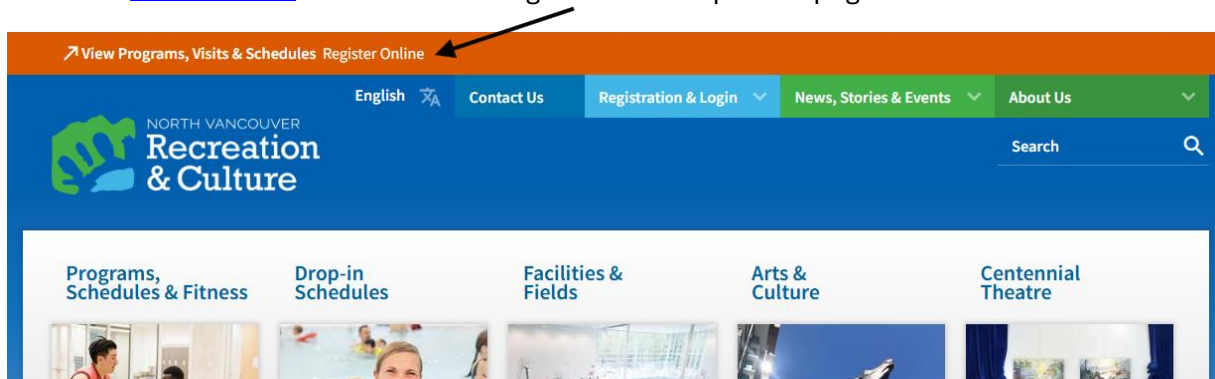 View Programs, Visits & Schedules Register Online
English
Contact Us
Registration & Login
News, Stories & Events
About Us
NORTH VANCOUVER
Recreation
& Culture
Search
Programs,
Schedules & Fitness
Drop-in
Schedules
Facilities &
Fields
Arts &
Culture
Centennial
Theatre